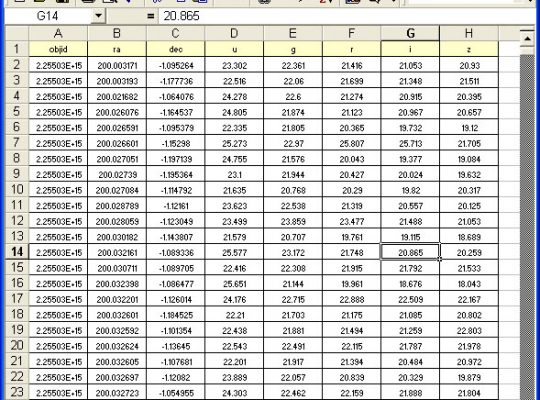 G14 = 20.865
A B C D E F G H
1 objid ra dec u g r i z
2 2.25503E+15 200.003171 -1.095264 23.302 22.361 21.416 21.053 20.93
3 2.25503E+15 200.003193 -1.177736 22.516 22.06 21.699 21.348 21.511
4 2.25503E+15 200.021682 -1.064076 24.278 22.6 21.274 20.915 20.395
5 2.25503E+15 200.026076 -1.164537 24.805 21.874 21.123 20.967 20.657
6 2.25503E+15 200.026591 -1.095379 22.335 21.805 20.365 19.732 19.12
7 2.25503E+15 200.026601 -1.15298 25.273 22.97 25.807 25.713 21.705
8 2.25503E+15 200.027051 -1.197139 24.755 21.576 20.043 19.377 19.084
9 2.25503E+15 200.02739 -1.195364 23.1 21.944 20.427 20.024 19.632
10 2.25503E+15 200.027084 -1.114792 21.635 20.768 20.29 19.82 20.317
11 2.25503E+15 200.028789 -1.12161 23.623 22.538 21.319 20.557 20.125
12 2.25503E+15 200.028059 -1.123049 23.499 23.859 23.477 21.488 21.053
13 2.25503E+15 200.030182 -1.143807 21.579 20.707 19.761 19.115 18.689
14 2.25503E+15 200.032161 -1.089336 25.577 23.172 21.748 20.865 20.259
15 2.25503E+15 200.030711 -1.089705 22.416 22.308 21.915 21.792 21.533
16 2.25503E+15 200.032398 -1.086477 25.651 21.144 19.961 18.676 18.043
17 2.25503E+15 200.032201 -1.126014 24.176 22.715 22.888 22.509 22.167
18 2.25503E+15 200.032601 -1.184525 22.21 21.703 21.175 21.085 20.802
19 2.25503E+15 200.032592 -1.101354 22.438 21.881 21.494 21.259 22.803
20 2.25503E+15 200.032624 -1.13645 22.543 22.491 22.115 21.787 21.978
21 2.25503E+15 200.032605 -1.107681 22.201 21.917 21.394 20.484 20.972
22 2.25503E+15 200.032697 -1.12082 23.889 22.057 20.839 20.329 19.879
23 2.25503E+15 200.032723 -1.054955 24.303 22.462 22.159 21.888 21.804